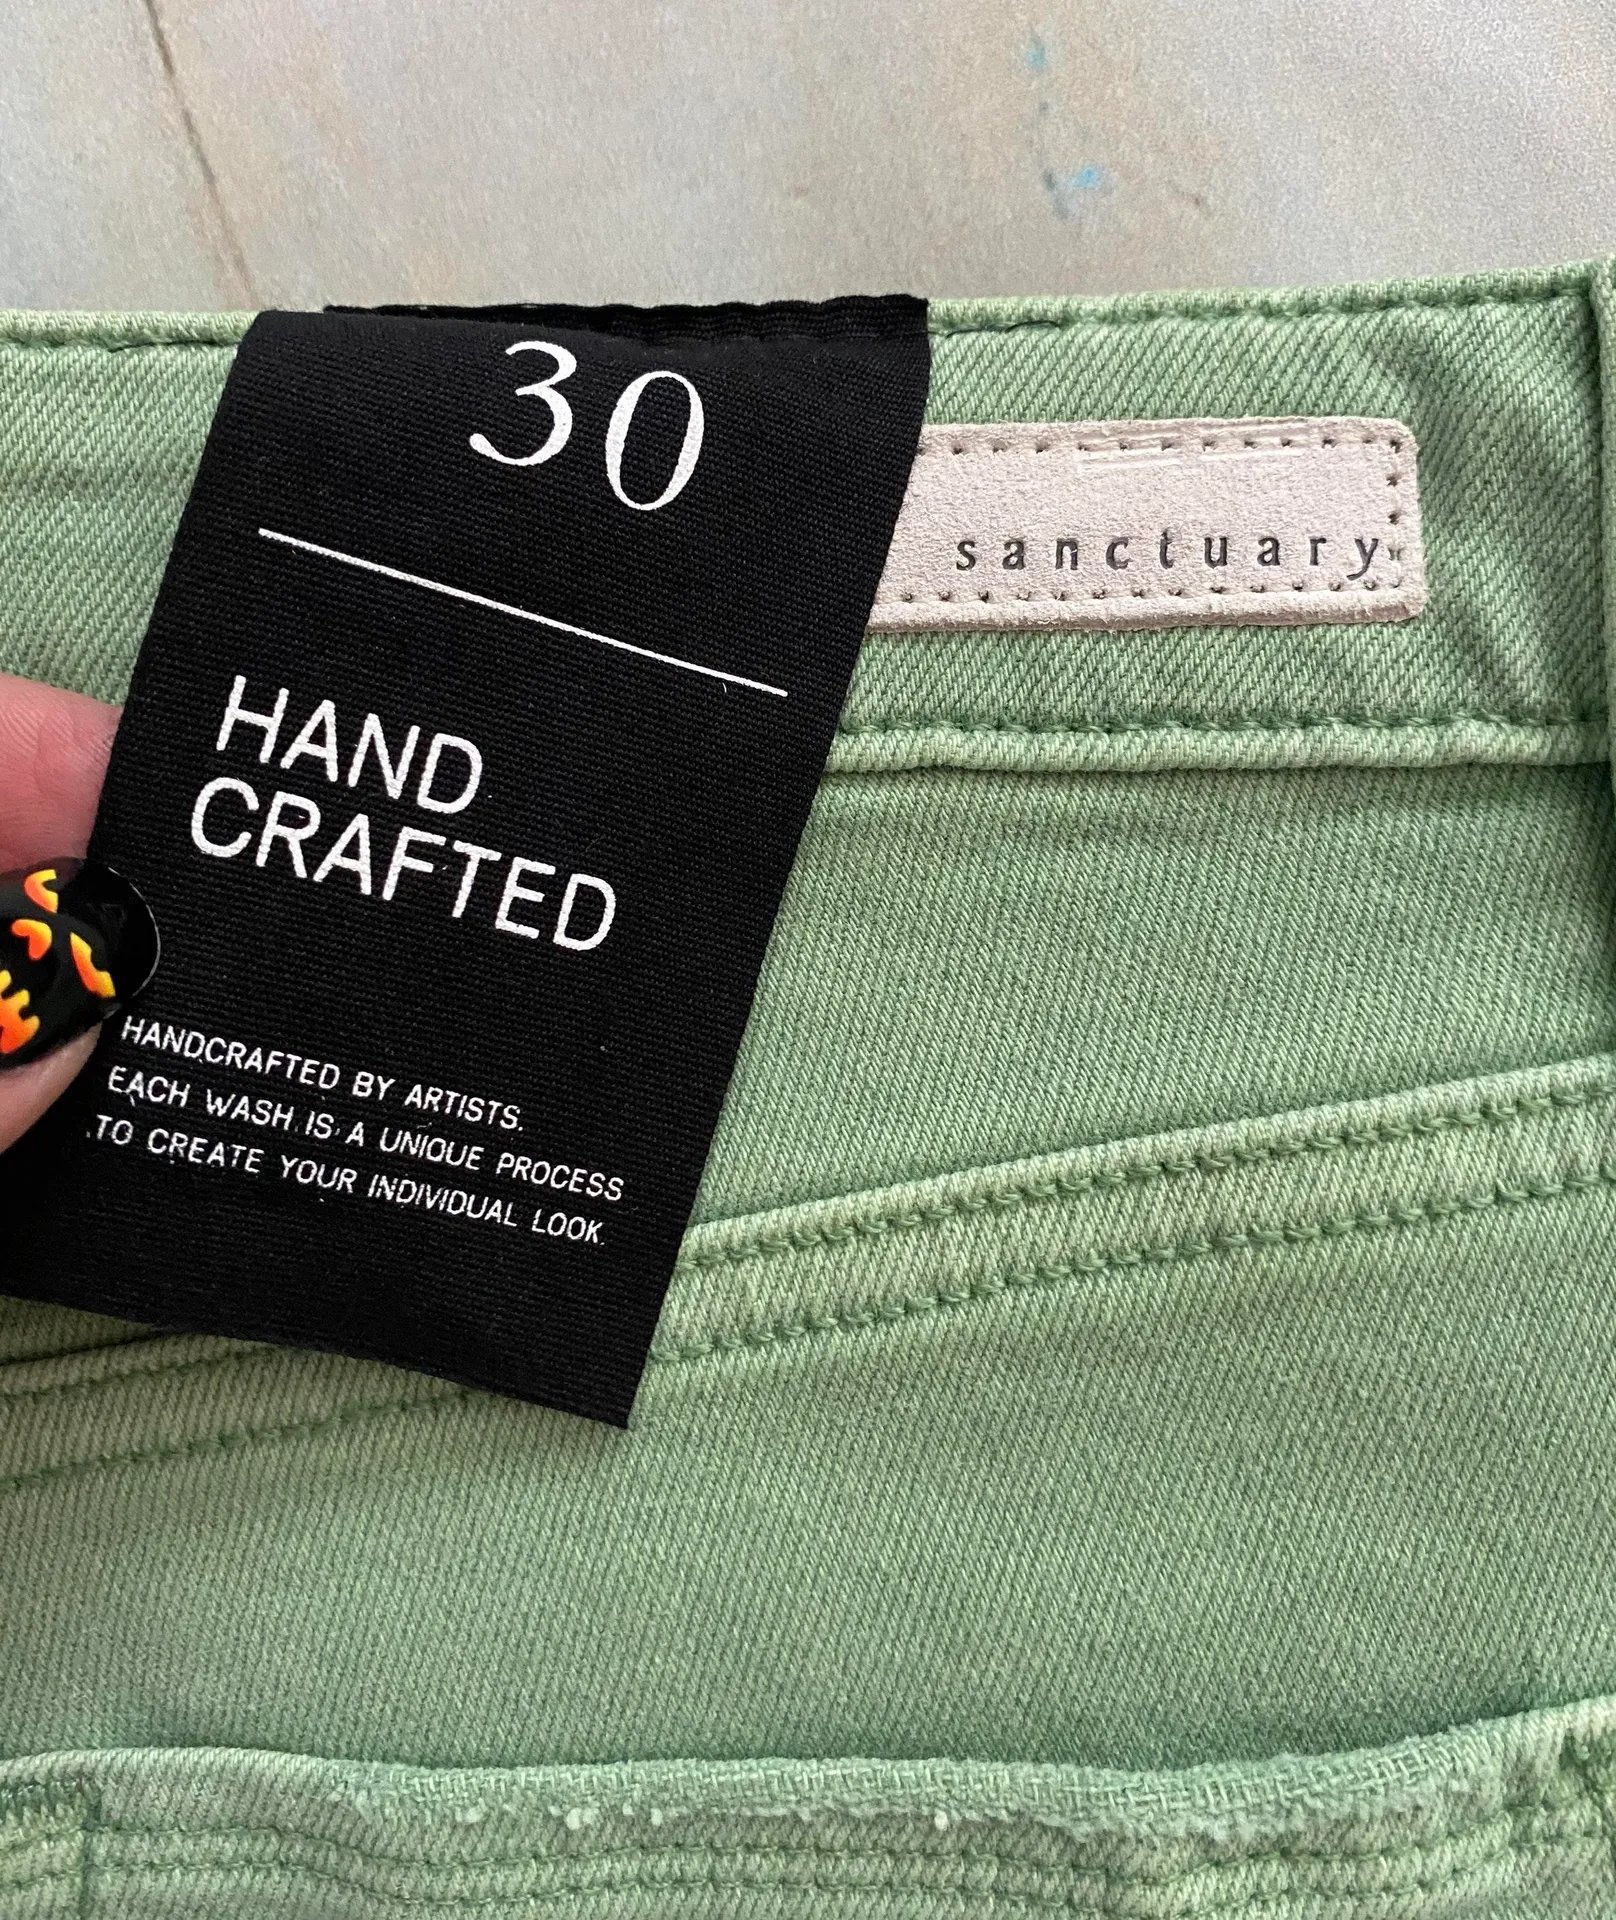 30
HAND
CRAFTED
HANDCRAFTED BY ARTISTS.
EACH WASH IS A UNIQUE PROCESS
TO CREATE YOUR INDIVIDUAL LOOK.
sanctuary